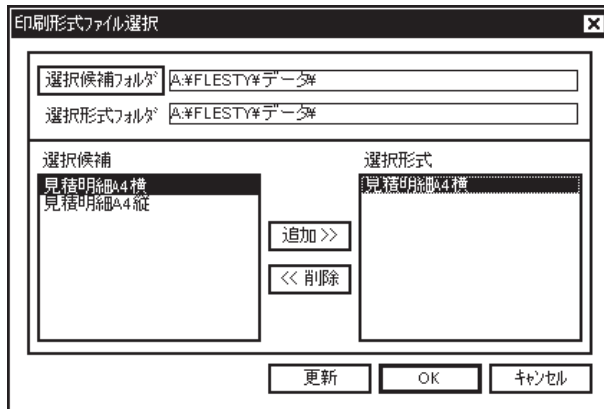 印刷形式ファイル選択
選択候補フォルダ A:¥FLESTY¥データ¥
選択形式フォルダ A:¥FLESTY¥データ¥
選択候補
見積明細A4横
見積明細A4縦
選択形式
見積明細A4横
追加>>
<<削除
更新 OK キャンセル